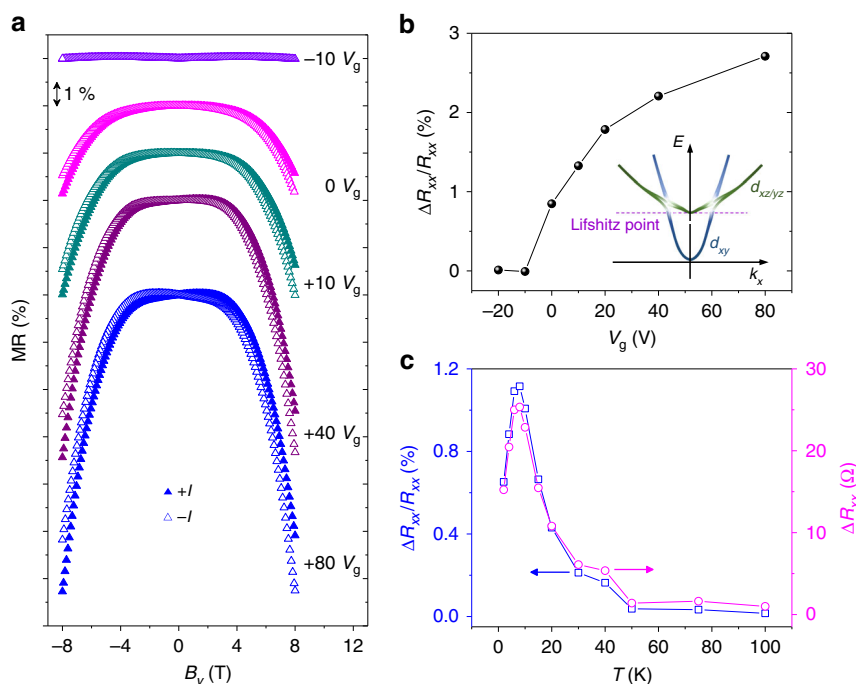 a
−10 Vg
1 %
0 Vg
+10 Vg
+40 Vg
+80 Vg
+I
−I
MR (%)
−8 −4 0 4 8 12
By (T)
b
3
2
1
0
ΔRxx/Rxx (%)
E
dxz/yz
Lifshitz point
dxy
kx
−20 0 20 40 60 80
Vg (V)
c
1.2
0.8
0.4
0.0
ΔRxx/Rxx (%)
30
20
10
0
ΔRxx (Ω)
0 20 40 60 80 100
T (K)